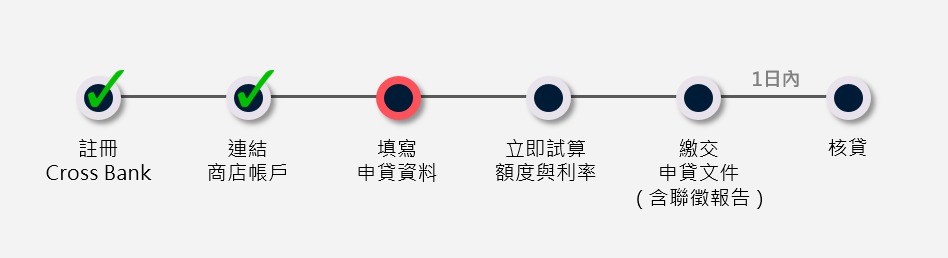 1日內
註冊
Cross Bank
連結
商店帳戶
填寫
申貸資料
立即試算
額度與利率
繳交
申貸文件
( 含聯徵報告 )
核貸